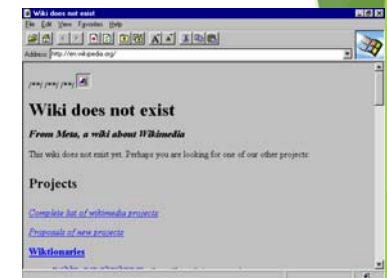 Wiki does not exist
File Edit View Favorites Help
Address http://en.wikipedia.org/
/**/ /**/ /**/
Wiki does not exist
From Meta, a wiki about Wikimedia
This wiki does not exist yet. Perhaps you are looking for one of our other projects:
Projects
Complete list of wikimedia projects
Proposals of new projects
Wiktionaries